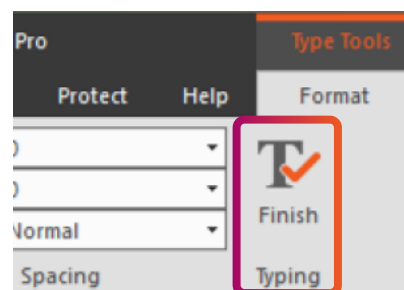 Pro Type Tools
Protect Help Format
Normal
Finish
Spacing Typing